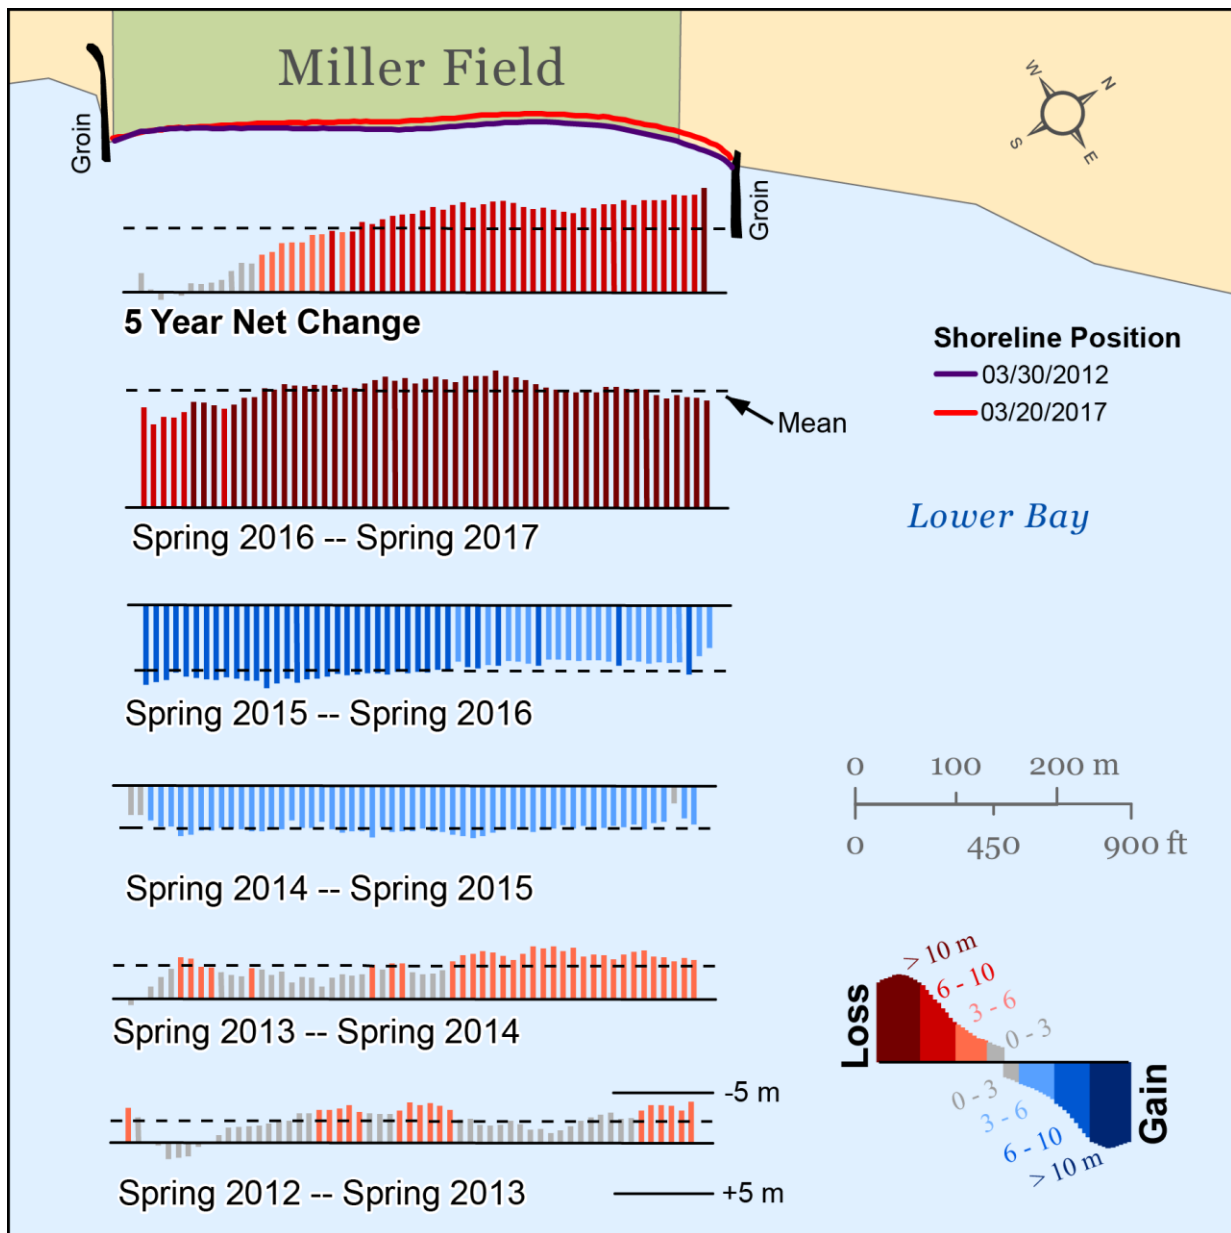 Miller Field
Groin
W
N
S
E
Groin
5 Year Net Change
Shoreline Position
03/30/2012
03/20/2017
Mean
Lower Bay
Spring 2016 -- Spring 2017
Spring 2015 -- Spring 2016
0 100 200 m
0 450 900 ft
Spring 2014 -- Spring 2015
Spring 2013 -- Spring 2014
Loss
> 10 m
6 - 10
3 - 6
0 - 3
0 - 3
3 - 6
6 - 10
> 10 m
Gain
-5 m
Spring 2012 -- Spring 2013
+5 m